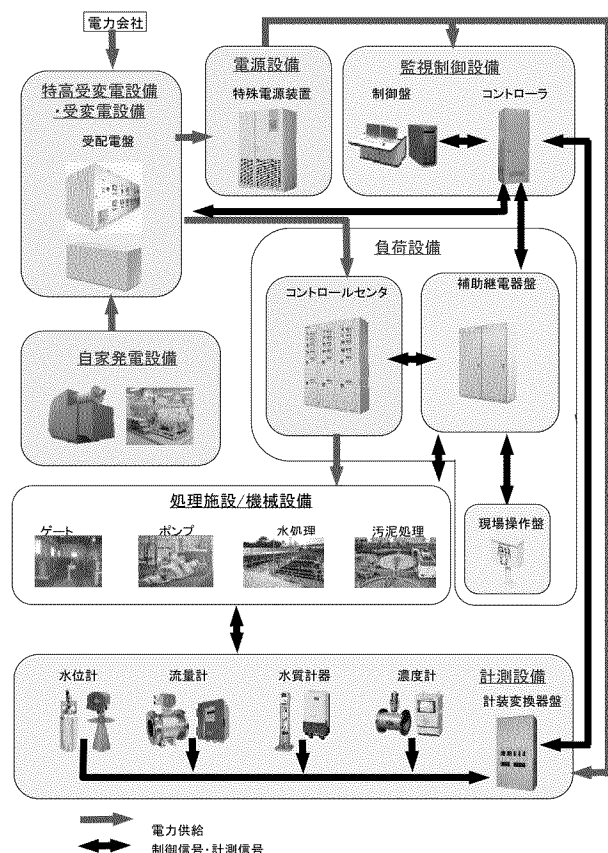 電力会社
特高受変電設備
・受変電設備
受配電盤
電源設備
特殊電源装置
監視制御設備
制御盤
コントローラ
負荷設備
コントロールセンタ
補助継電器盤
自家発電設備
処理施設/機械設備
ゲート
ポンプ
水処理
汚泥処理
現場操作盤
計測設備
水位計
流量計
水質計器
濃度計
計装変換器盤
電力供給
制御信号・計測信号